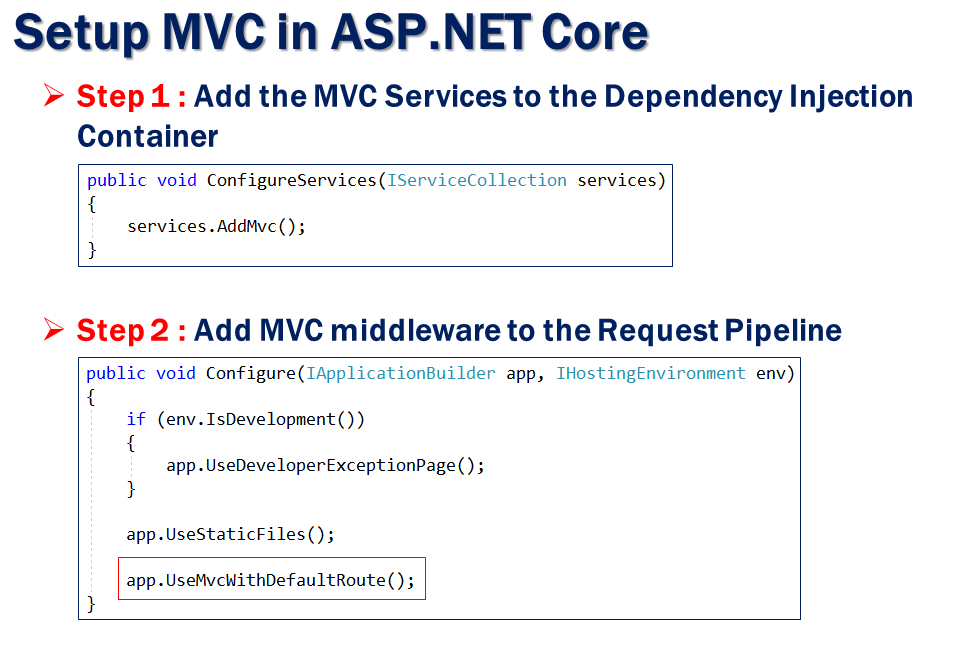 Setup MVC in ASP.NET Core
Step 1 : Add the MVC Services to the Dependency Injection
Container
public void ConfigureServices(IServiceCollection services)
{
    services.AddMvc();
}
Step 2 : Add MVC middleware to the Request Pipeline
public void Configure(IApplicationBuilder app, IHostingEnvironment env)
{
    if (env.IsDevelopment())
    {
        app.UseDeveloperExceptionPage();
    }
    app.UseStaticFiles();
    app.UseMvcWithDefaultRoute();
}